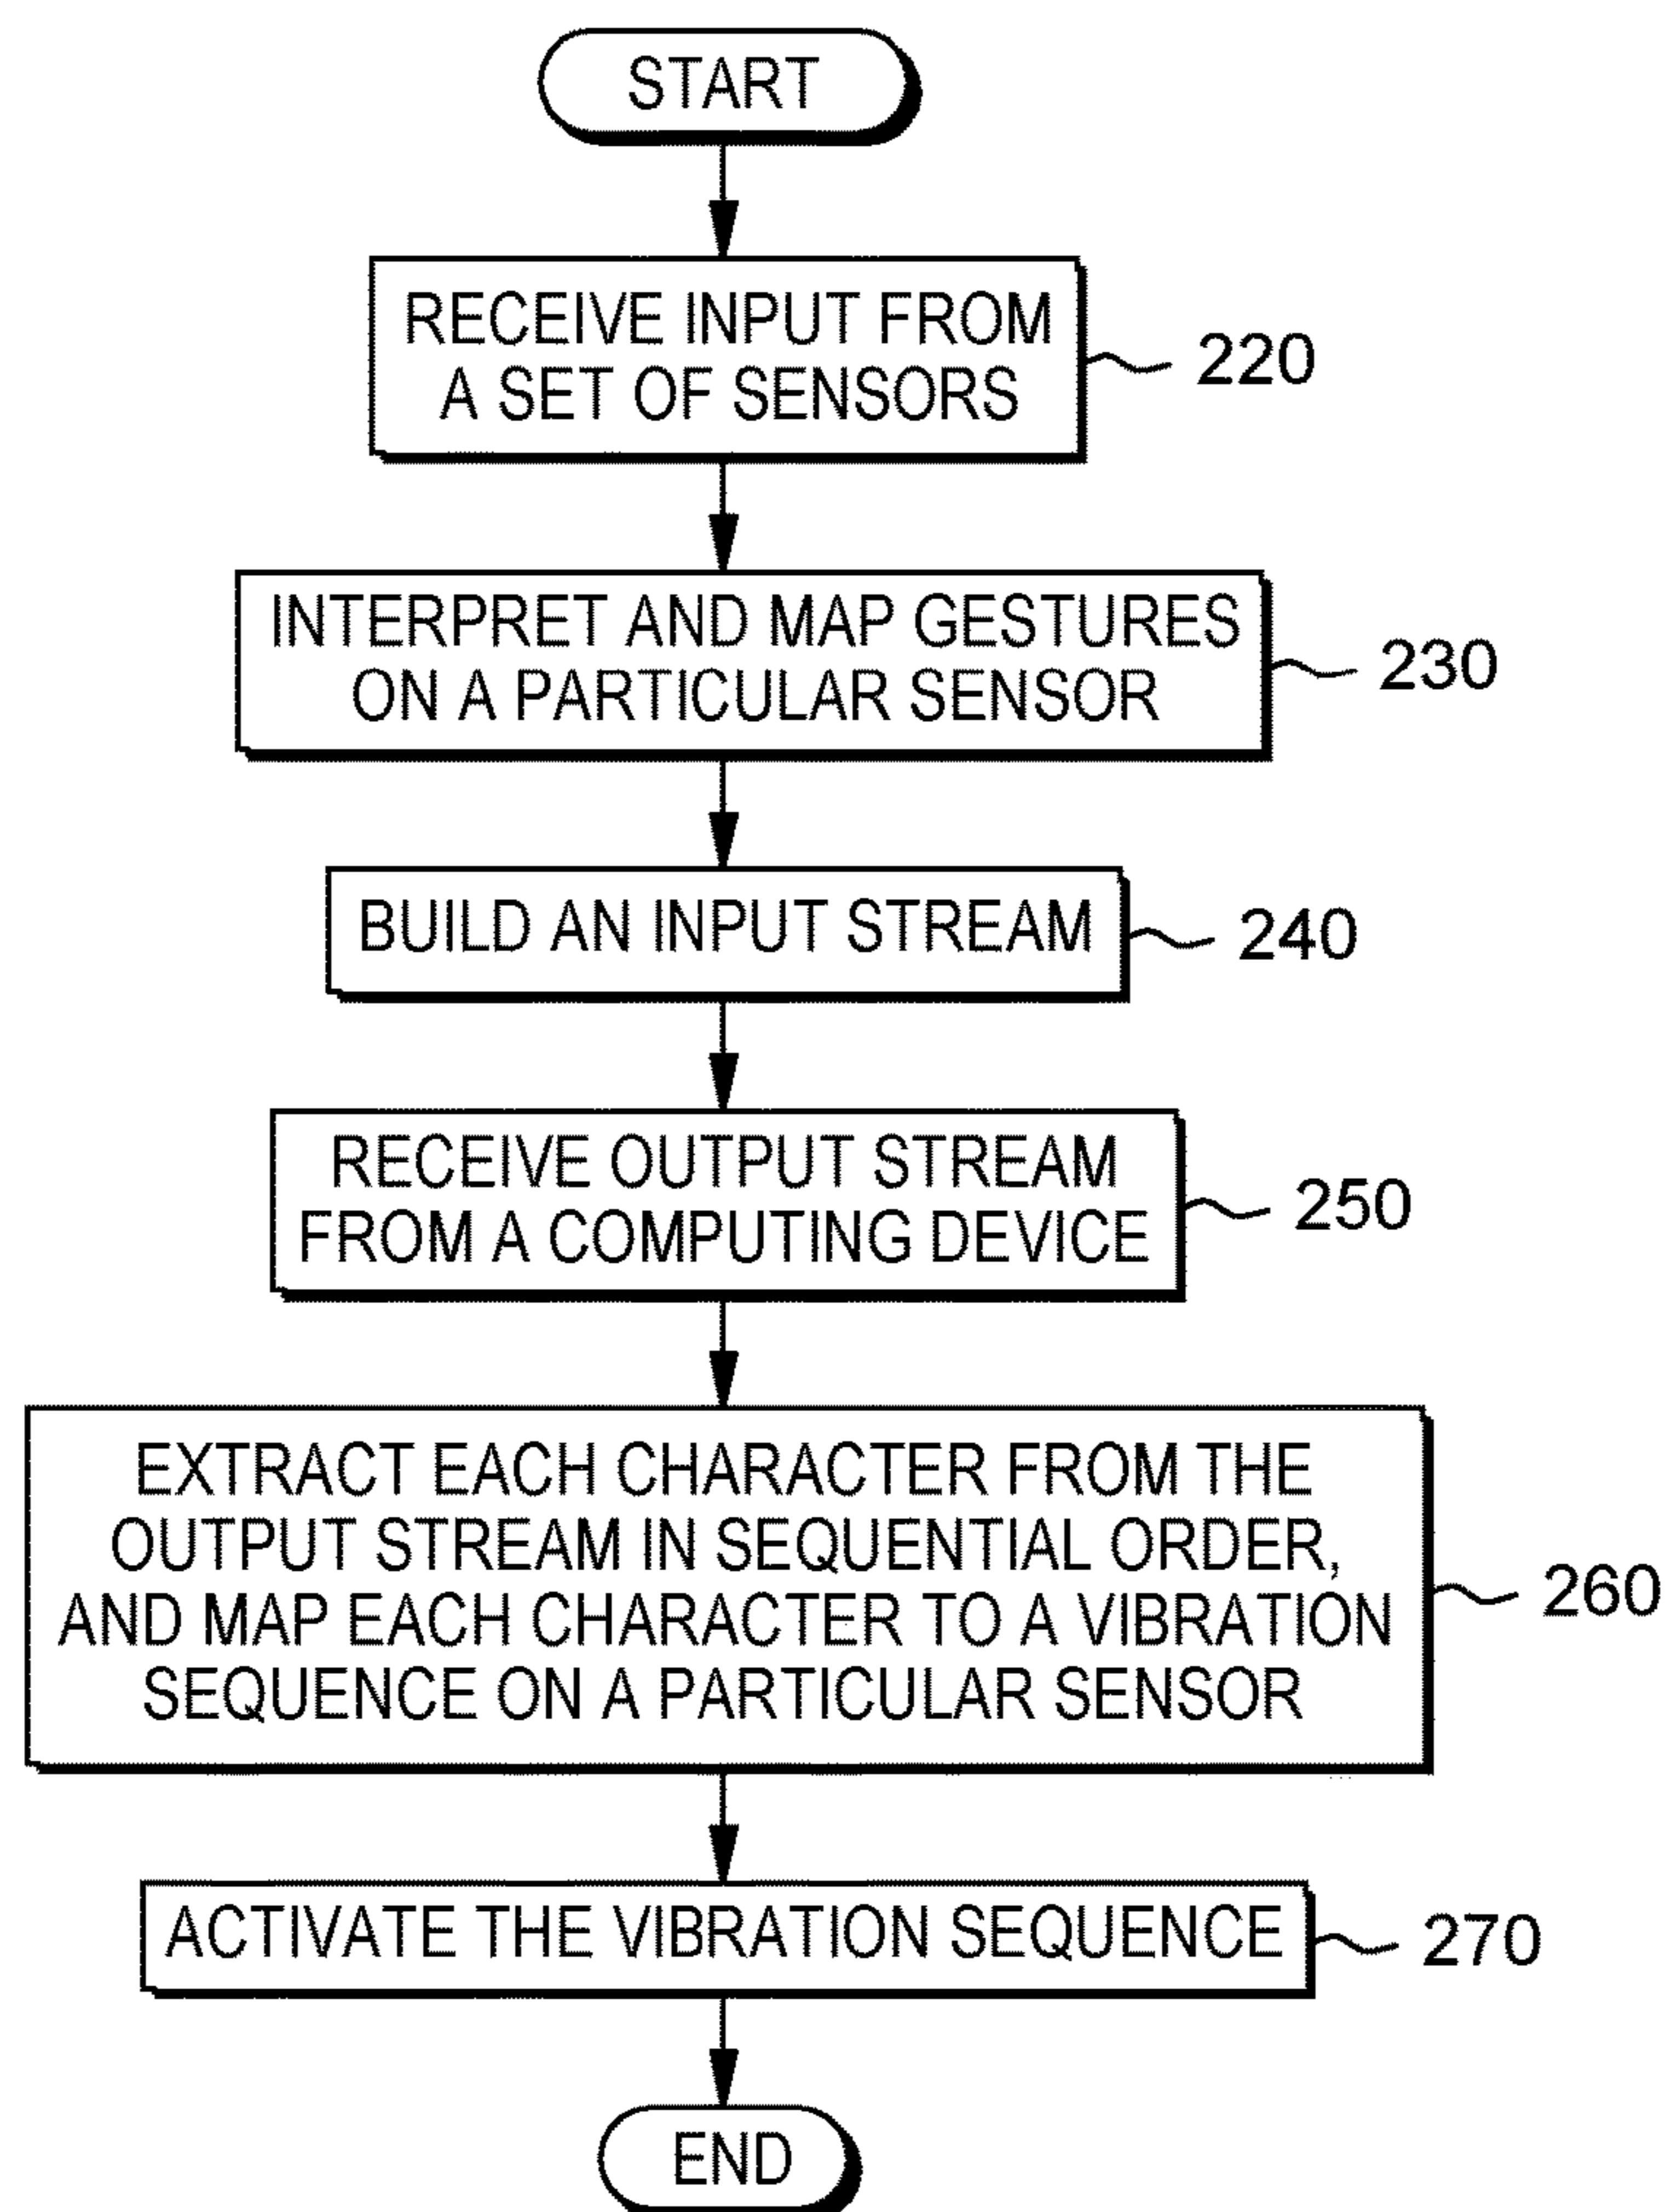 START
RECEIVE INPUT FROM
A SET OF SENSORS
220
INTERPRET AND MAP GESTURES
ON A PARTICULAR SENSOR
230
BUILD AN INPUT STREAM
240
RECEIVE OUTPUT STREAM
FROM A COMPUTING DEVICE
250
EXTRACT EACH CHARACTER FROM THE
OUTPUT STREAM IN SEQUENTIAL ORDER,
AND MAP EACH CHARACTER TO A VIBRATION
SEQUENCE ON A PARTICULAR SENSOR
260
ACTIVATE THE VIBRATION SEQUENCE
270
END